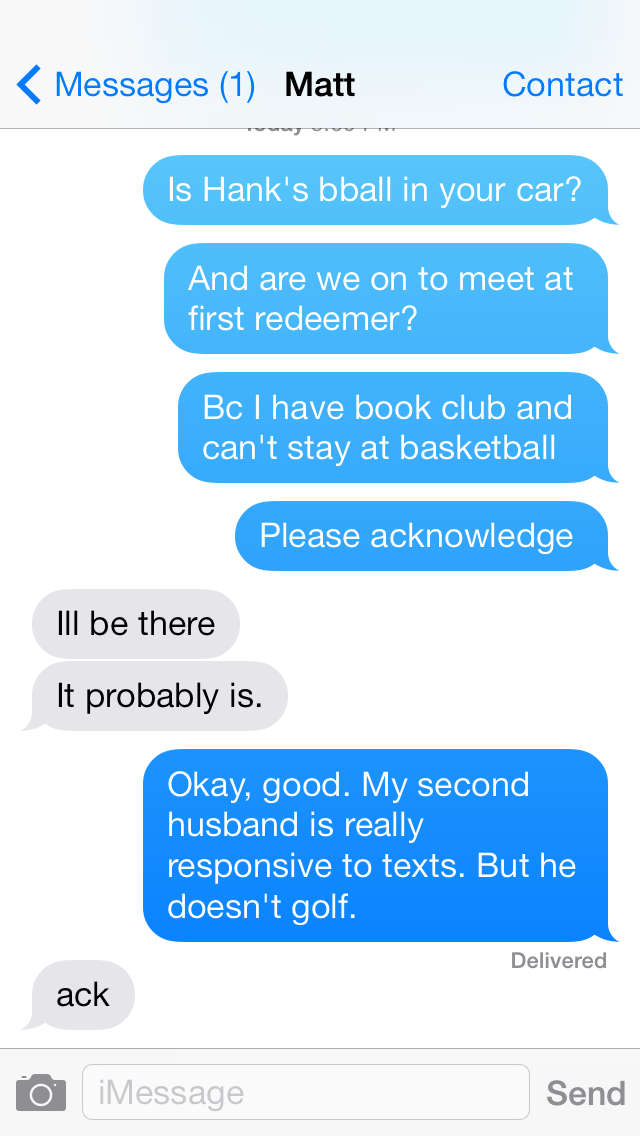 Messages (1) Matt Contact
Today
Is Hank's bball in your car?
And are we on to meet at
first redeemer?
Bc I have book club and
can't stay at basketball
Please acknowledge
Ill be there
It probably is.
Okay, good. My second
husband is really
responsive to texts. But he
doesn't golf.
Delivered
ack
iMessage Send